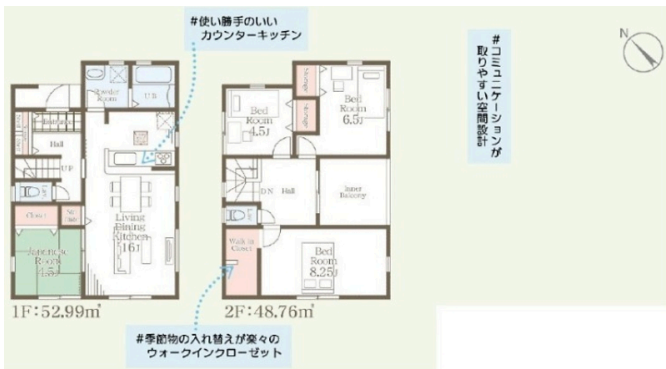 #使い勝手のいい
カウンターキッチン
#コミュニケーションが
取りやすい空間設計
N
Powder
Room
U.B
Hall
UP
Closet
Japanese
Room
4.5J
Living
Dining
Kitchen
16J
1F:52.99㎡
Bed
Room
4.5J
Storage
Storage
Bed
Room
6.5J
DN
Hall
Inner
Balcony
Walk in
Closet
Bed
Room
8.25J
2F:48.76㎡
#季節物の入れ替えが楽々の
ウォークインクローゼット